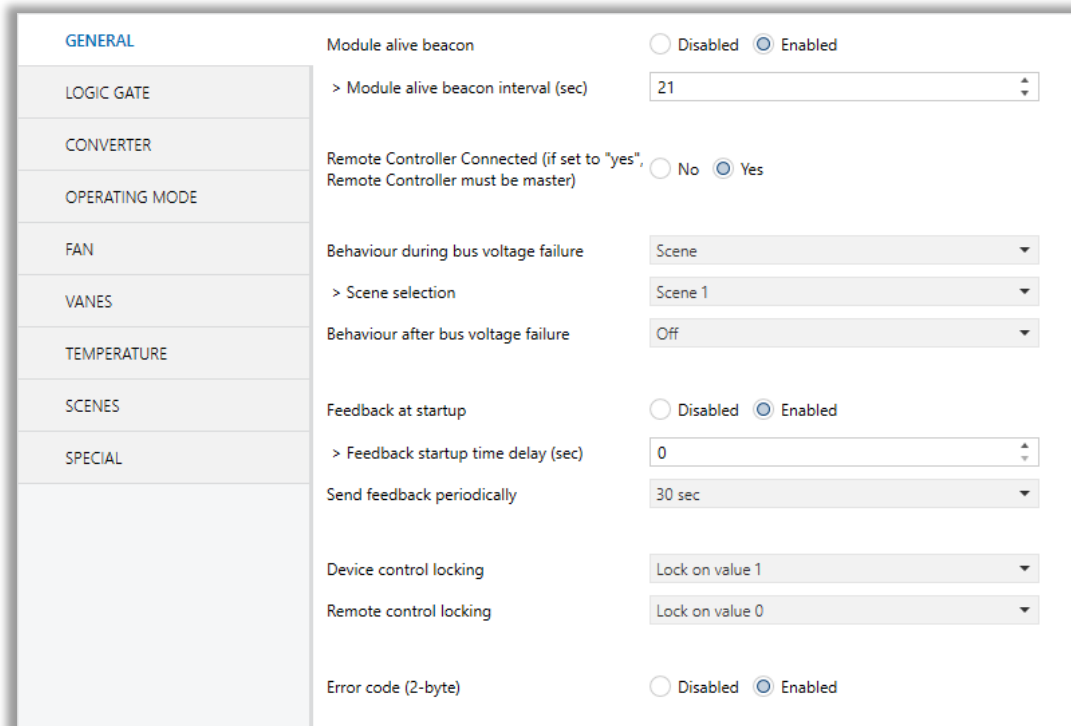 GENERAL
LOGIC GATE
CONVERTER
OPERATING MODE
FAN
VANES
TEMPERATURE
SCENES
SPECIAL
Module alive beacon Disabled Enabled
> Module alive beacon interval (sec) 21
Remote Controller Connected (if set to "yes",
Remote Controller must be master) No Yes
Behaviour during bus voltage failure Scene
> Scene selection Scene 1
Behaviour after bus voltage failure Off
Feedback at startup Disabled Enabled
> Feedback startup time delay (sec) 0
Send feedback periodically 30 sec
Device control locking Lock on value 1
Remote control locking Lock on value 0
Error code (2-byte) Disabled Enabled